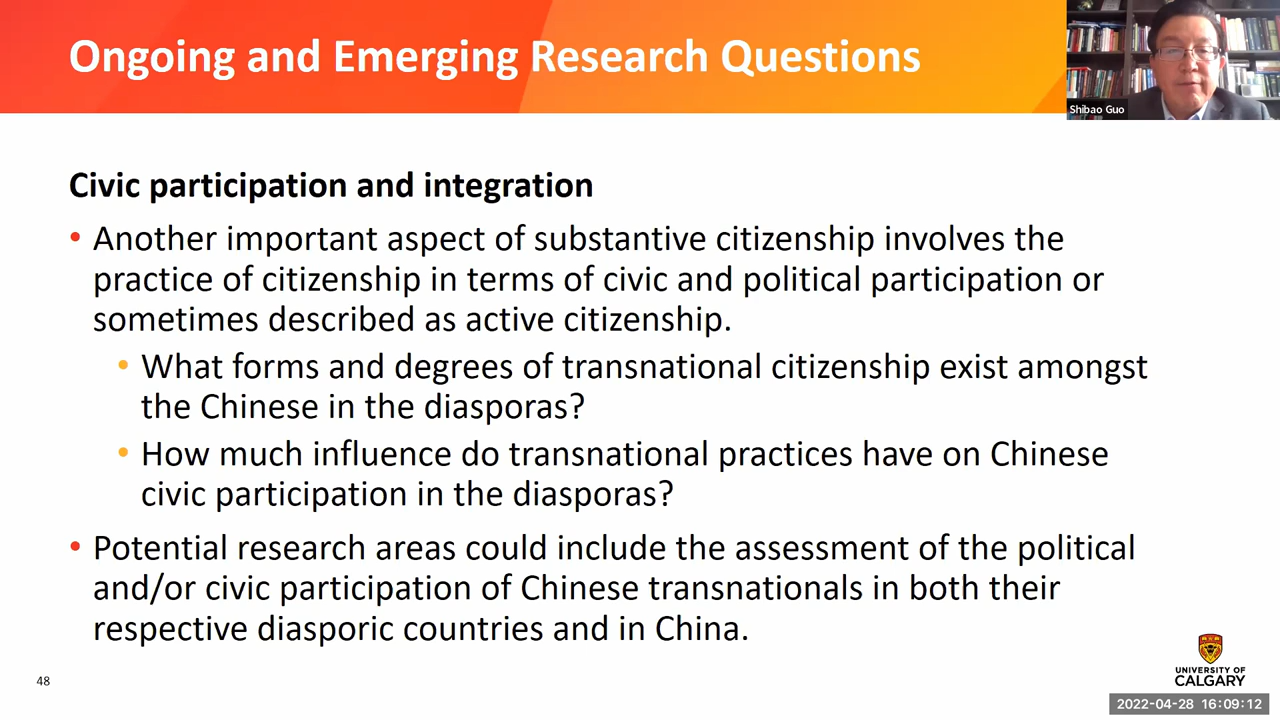 Ongoing and Emerging Research Questions
Shibao Guo
Civic participation and integration
• Another important aspect of substantive citizenship involves the
practice of citizenship in terms of civic and political participation or
sometimes described as active citizenship.
• What forms and degrees of transnational citizenship exist amongst
the Chinese in the diasporas?
• How much influence do transnational practices have on Chinese
civic participation in the diasporas?
• Potential research areas could include the assessment of the political
and/or civic participation of Chinese transnationals in both their
respective diasporic countries and in China.
48
UNIVERSITY OF
CALGARY
2022-04-28 16:09:12